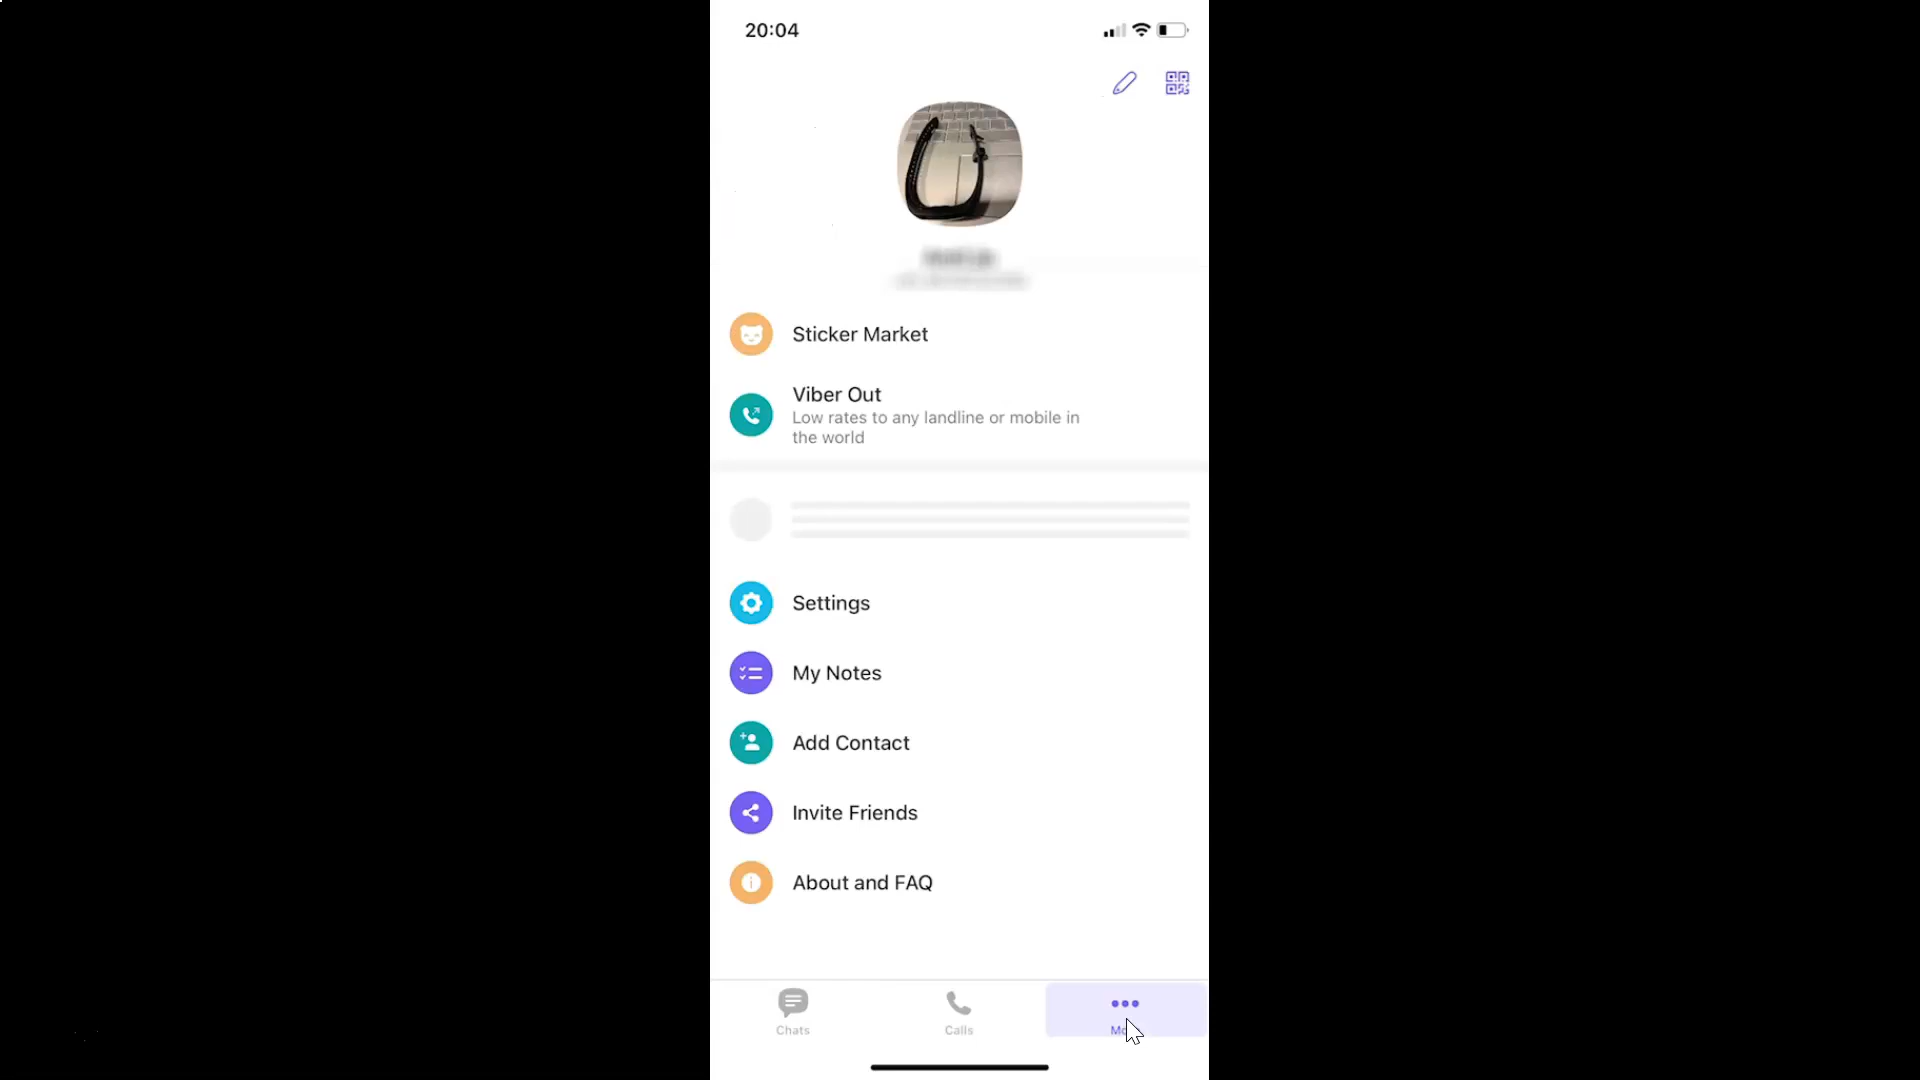 20:04
Sticker Market
Viber Out
Low rates to any landline or mobile in
the world
Settings
My Notes
Add Contact
Invite Friends
About and FAQ
Chats
Calls